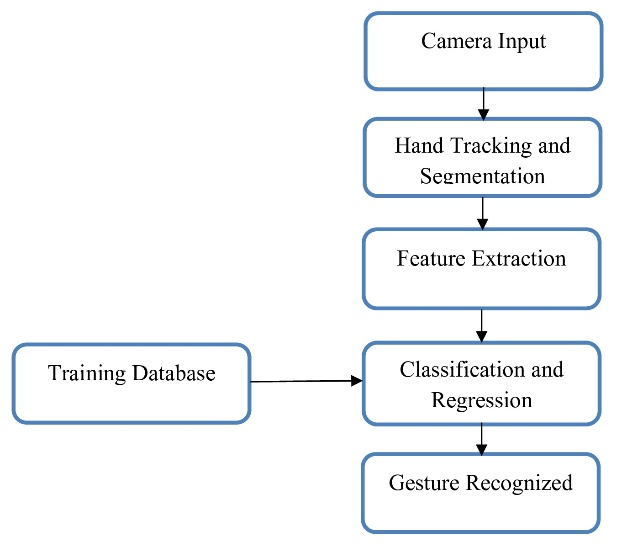 Camera Input
Hand Tracking and
Segmentation
Feature Extraction
Training Database
Classification and
Regression
Gesture Recognized